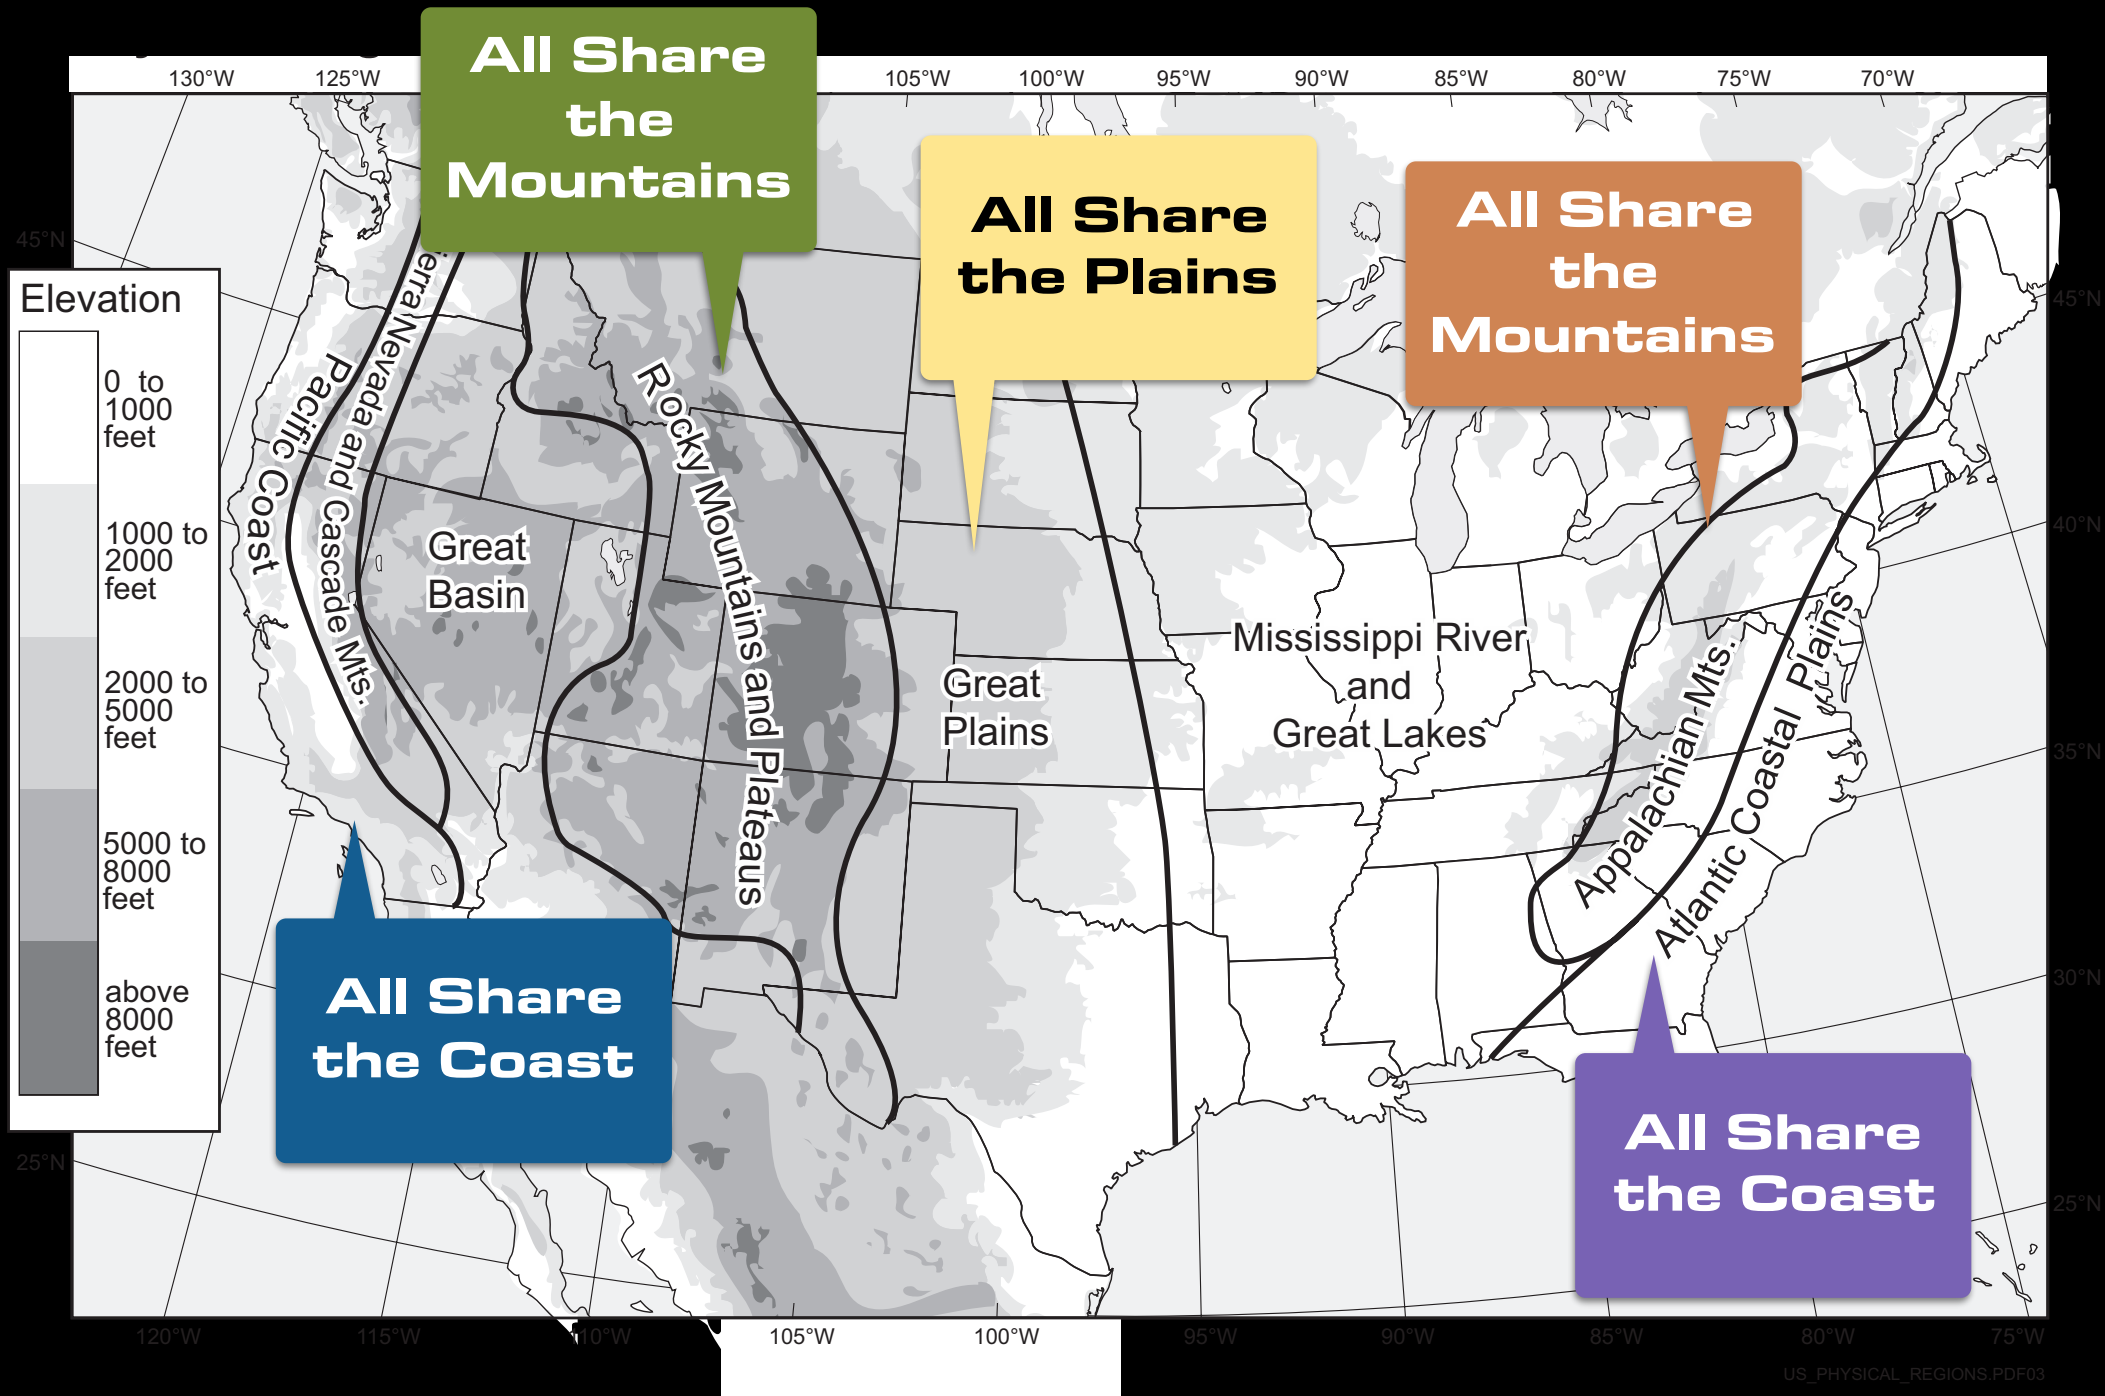 All Share
the
Mountains
130°W 125°W 105°W 100°W 95°W 90°W 85°W 80°W 75°W 70°W
All Share
the Plains
All Share
the
Mountains
45°N
45°N
Elevation
0 to
1000
feet
1000 to
2000
feet
2000 to
5000
feet
5000 to
8000
feet
above
8000
feet
Pacific Coast
Nevada and Cascade Mts.
Great
Basin
Rocky Mountains and Plateaus
Great
Plains
Mississippi River
and
Great Lakes
Appalachian Mts.
Atlantic Coastal Plains
40°N
35°N
30°N
25°N
25°N
All Share
the Coast
All Share
the Coast
120°W 115°W 110°W 105°W 100°W 95°W 90°W 85°W 80°W 75°W
US_PHYSICAL_REGIONS.PDF03